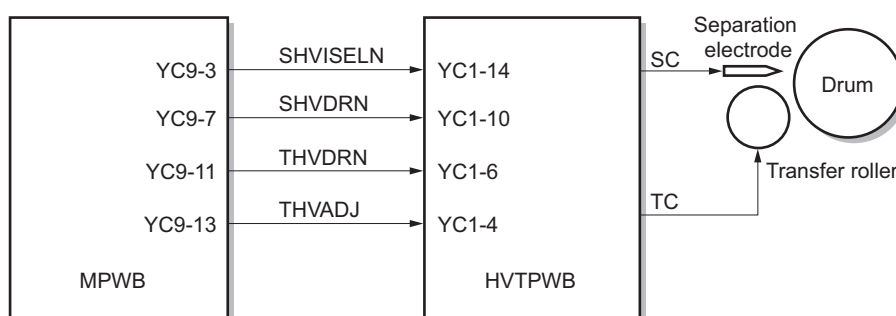 Separation
electrode
SHVISELN
SC
YC9-3
YC1-14
Drum
SHVDRN
YC9-7
YC1-10
THVDRN
YC9-11
YC1-6
Transfer roller
THVADJ
TC
YC9-13
YC1-4
MPWB
HVTPWB